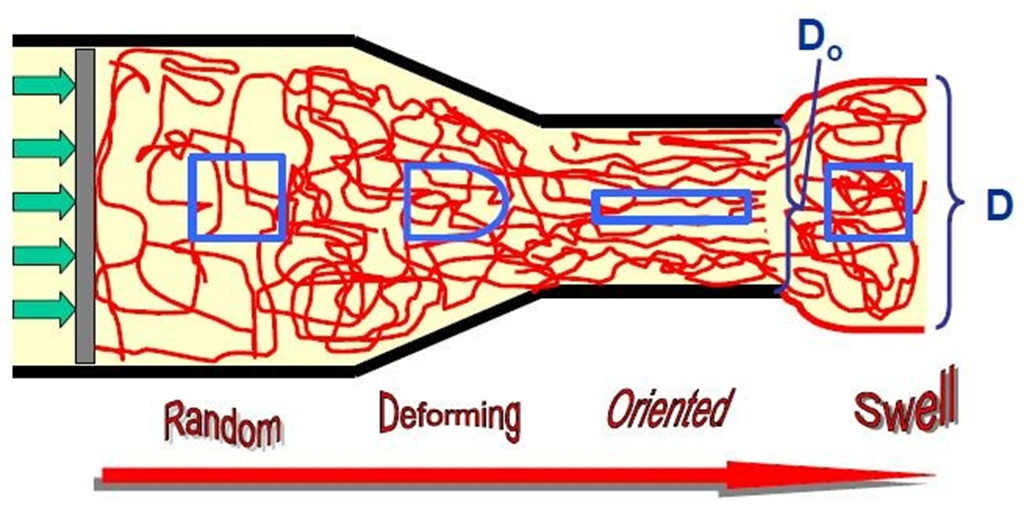 Dₒ
D
Random
Deforming
Oriented
Swell